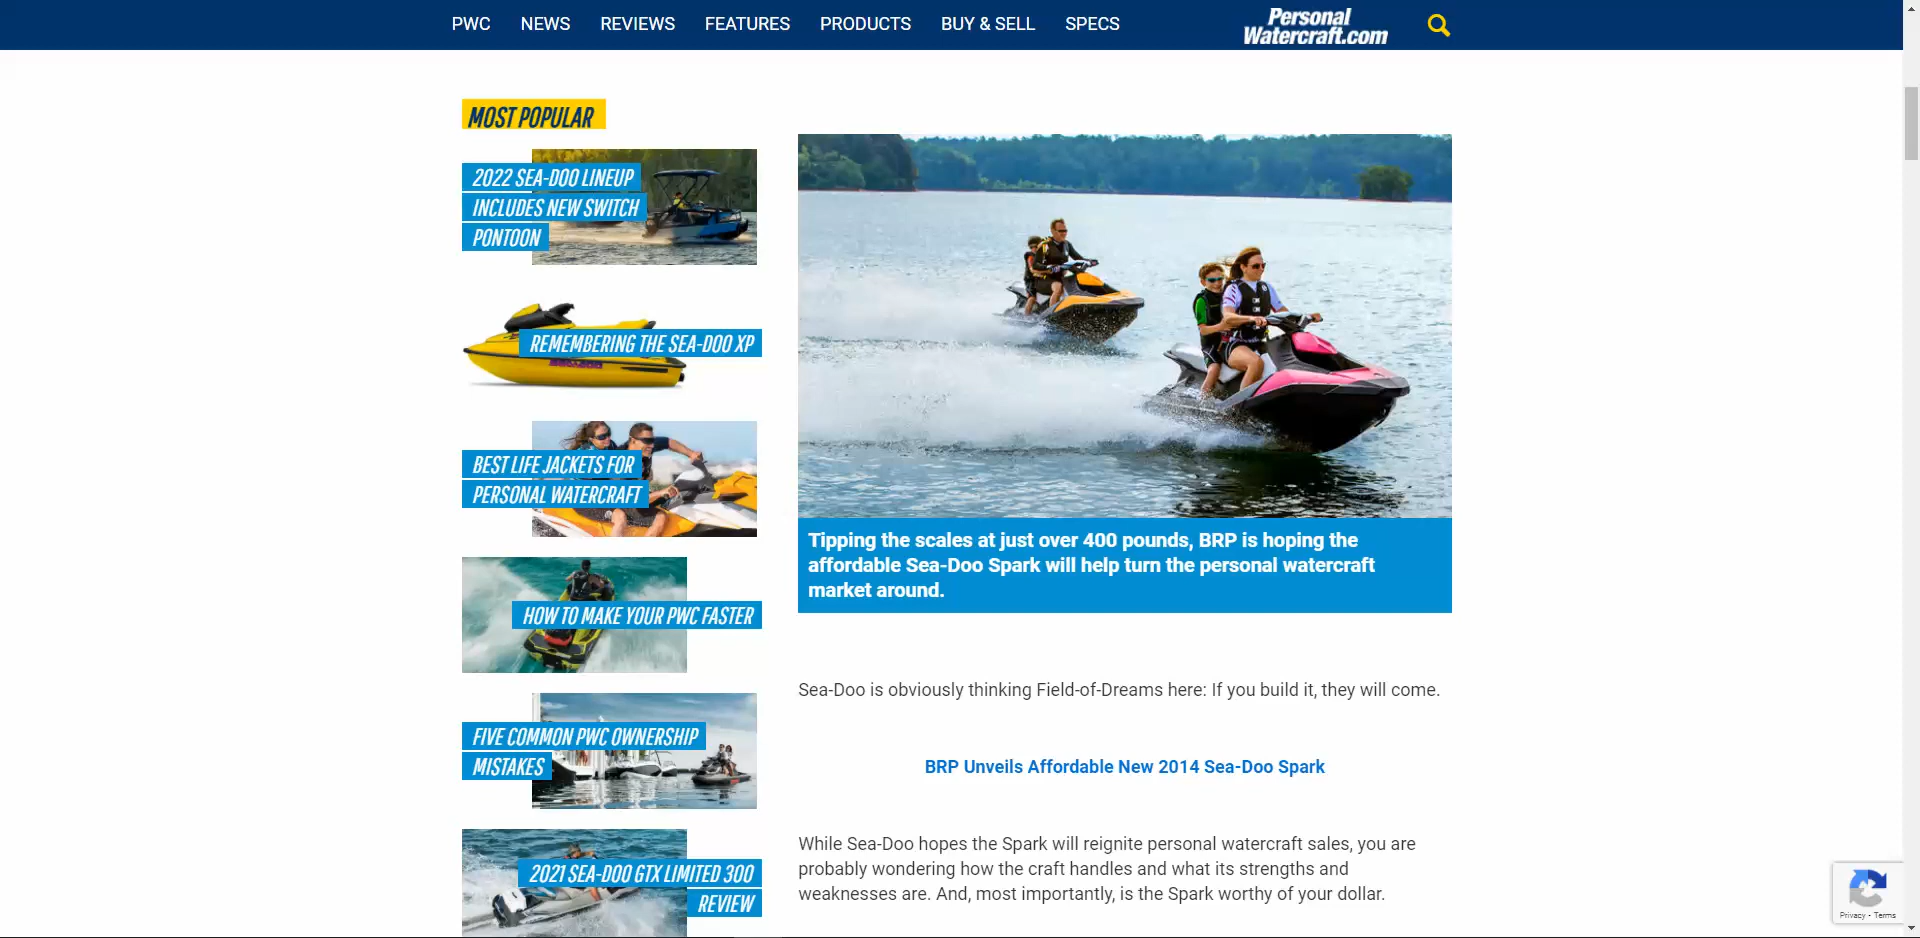 PWC NEWS REVIEWS FEATURES PRODUCTS BUY & SELL SPECS
Personal
Watercraft.com
MOST POPULAR
2022 SEA-DOO LINEUP
INCLUDES NEW SWITCH
PONTOON
REMEMBERING THE SEA-DOO XP
SEADOO
BEST LIFE JACKETS FOR
PERSONAL WATERCRAFT
HOW TO MAKE YOUR PWC FASTER
FIVE COMMON PWC OWNERSHIP
MISTAKES
2021 SEA-DOO GTX LIMITED 300
REVIEW
Tipping the scales at just over 400 pounds, BRP is hoping the
affordable Sea-Doo Spark will help turn the personal watercraft
market around.
Sea-Doo is obviously thinking Field-of-Dreams here: If you build it, they will come.
BRP Unveils Affordable New 2014 Sea-Doo Spark
While Sea-Doo hopes the Spark will reignite personal watercraft sales, you are
probably wondering how the craft handles and what its strengths and
weaknesses are. And, most importantly, is the Spark worthy of your dollar.
Privacy - Terms